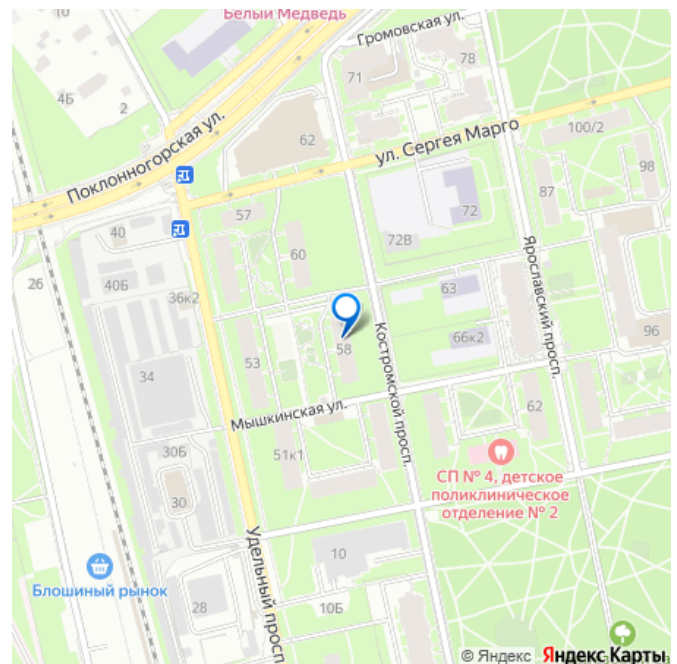 Белый Медведь
Громовская ул.
71
78
4Б
2
62
Поклонногорская ул.
ул. Сергея Марго
100/2
98
87
72
72В
57
60
40
40Б
36к2
26
63
58
Костромской просп.
Ярославский просп.
66к2
96
53
34
Мышкинская ул.
62
51к1
30Б
30
СП № 4, детское
поликлиническое
отделение № 2
Удельный просп.
10
Блошиный рынок
28
10Б
© Яндекс Яндекс Карты